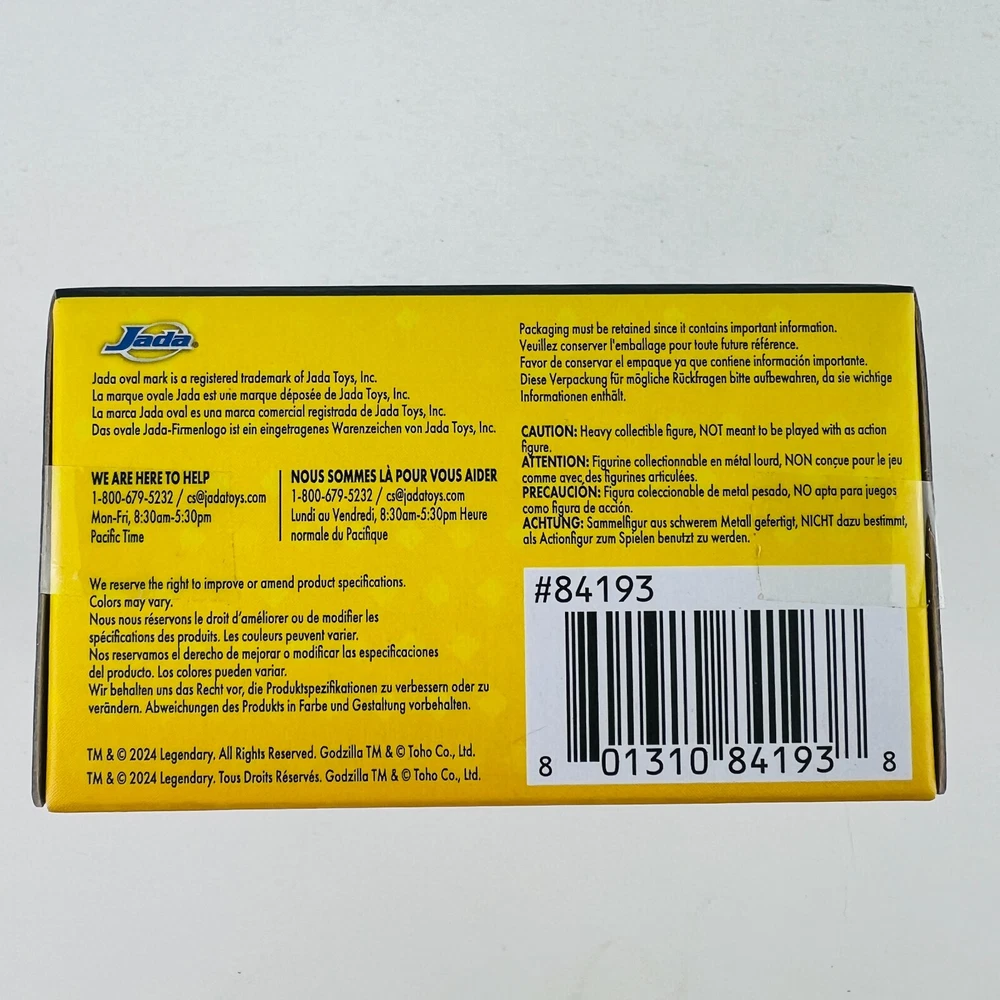 Jada®
Jada oval mark is a registered trademark of Jada Toys, Inc.
La marque ovale Jada est une marque déposée de Jada Toys, Inc.
La marca Jada oval es una marca comercial registrada de Jada Toys, Inc.
Das ovale Jada-Firmenlogo ist ein eingetragenes Warenzeichen von Jada Toys, Inc.
WE ARE HERE TO HELP
1-800-679-5232 / cs@jadatoys.com
Mon-Fri, 8:30am-5:30pm
Pacific Time
NOUS SOMMES LÀ POUR VOUS AIDER
1-800-679-5232 / cs@jadatoys.com
Lundi au Vendredi, 8:30am-5:30pm Heure
normale du Pacifique
We reserve the right to improve or amend product specifications.
Colors may vary.
Nous nous réservons le droit d'améliorer ou de modifier les
spécifications des produits. Les couleurs peuvent varier.
Nos reservamos el derecho de mejorar o modificar las especificaciones
del producto. Los colores pueden variar.
Wir behalten uns das Recht vor, die Produktspezifikationen zu verbessern oder zu
verändern. Abweichungen des Produkts in Farbe und Gestaltung vorbehalten.
TM & © 2024 Legendary. All Rights Reserved. Godzilla TM & © Toho Co., Ltd.
TM & © 2024 Legendary. Tous Droits Réservés. Godzilla TM & © Toho Co., Ltd.
Packaging must be retained since it contains important information.
Veuillez conserver l'emballage pour toute future référence.
Favor de conservar el empaque ya que contiene información importante.
Diese Verpackung für mögliche Rückfragen bitte aufbewahren, da sie wichtige
Informationen enthält.
CAUTION: Heavy collectible figure, NOT meant to be played with as action
figure.
ATTENTION: Figurine collectionnable en métal lourd, NON conçue pour le jeu
comme avec des figurines articulées.
PRECAUCIÓN: Figura coleccionable de metal pesado, NO apta para juegos
como figura de acción.
ACHTUNG: Sammelfigur aus schwerem Metall gefertigt, NICHT dazu bestimmt,
als Actionfigur zum Spielen benutzt zu werden.
#84193
8 01310 84193 8